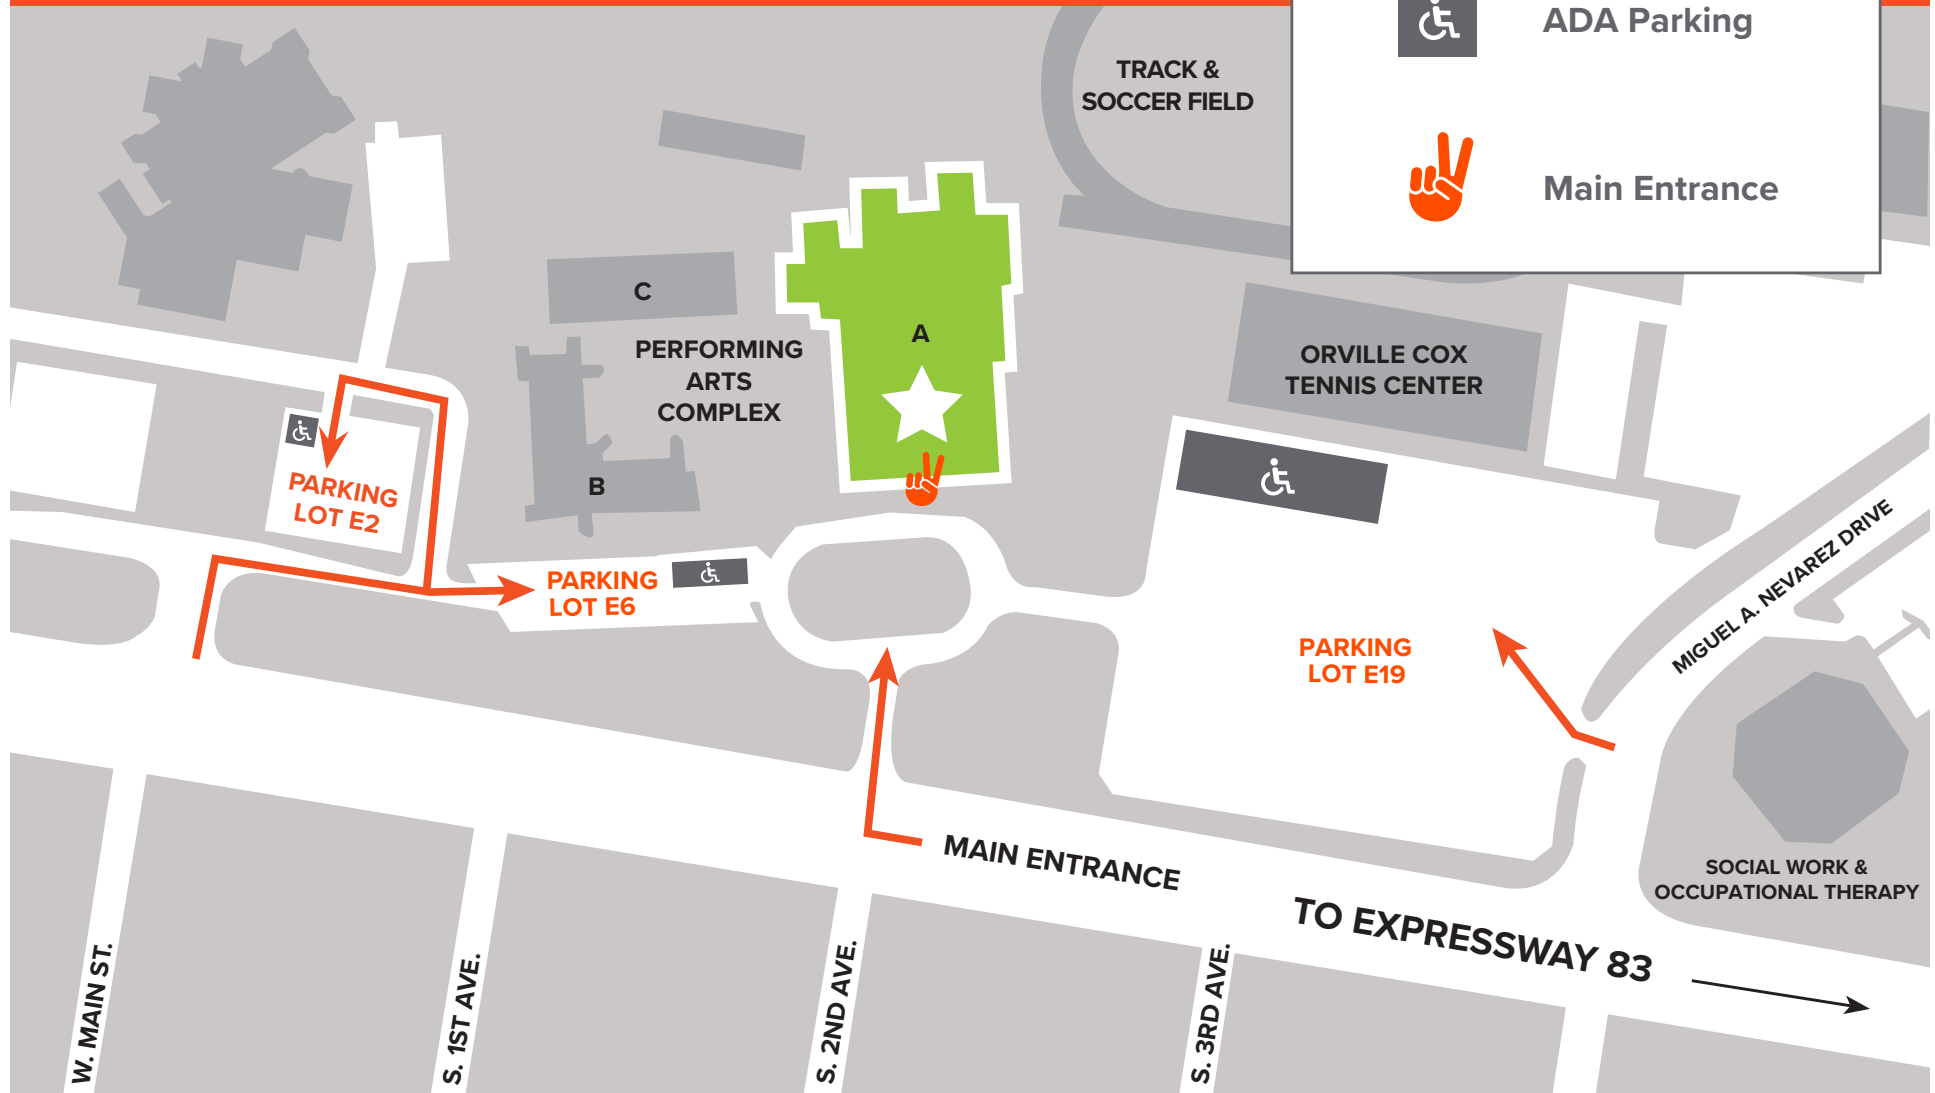 ADA Parking
Main Entrance
TRACK &
SOCCER FIELD
C
A
PERFORMING
ARTS
COMPLEX
B
ORVILLE COX
TENNIS CENTER
PARKING
LOT E2
PARKING
LOT E6
PARKING
LOT E19
MIGUEL A. NEVAREZ DRIVE
SOCIAL WORK &
OCCUPATIONAL THERAPY
MAIN ENTRANCE
TO EXPRESSWAY 83
W. MAIN ST.
S. 1ST AVE.
S. 2ND AVE.
S. 3RD AVE.